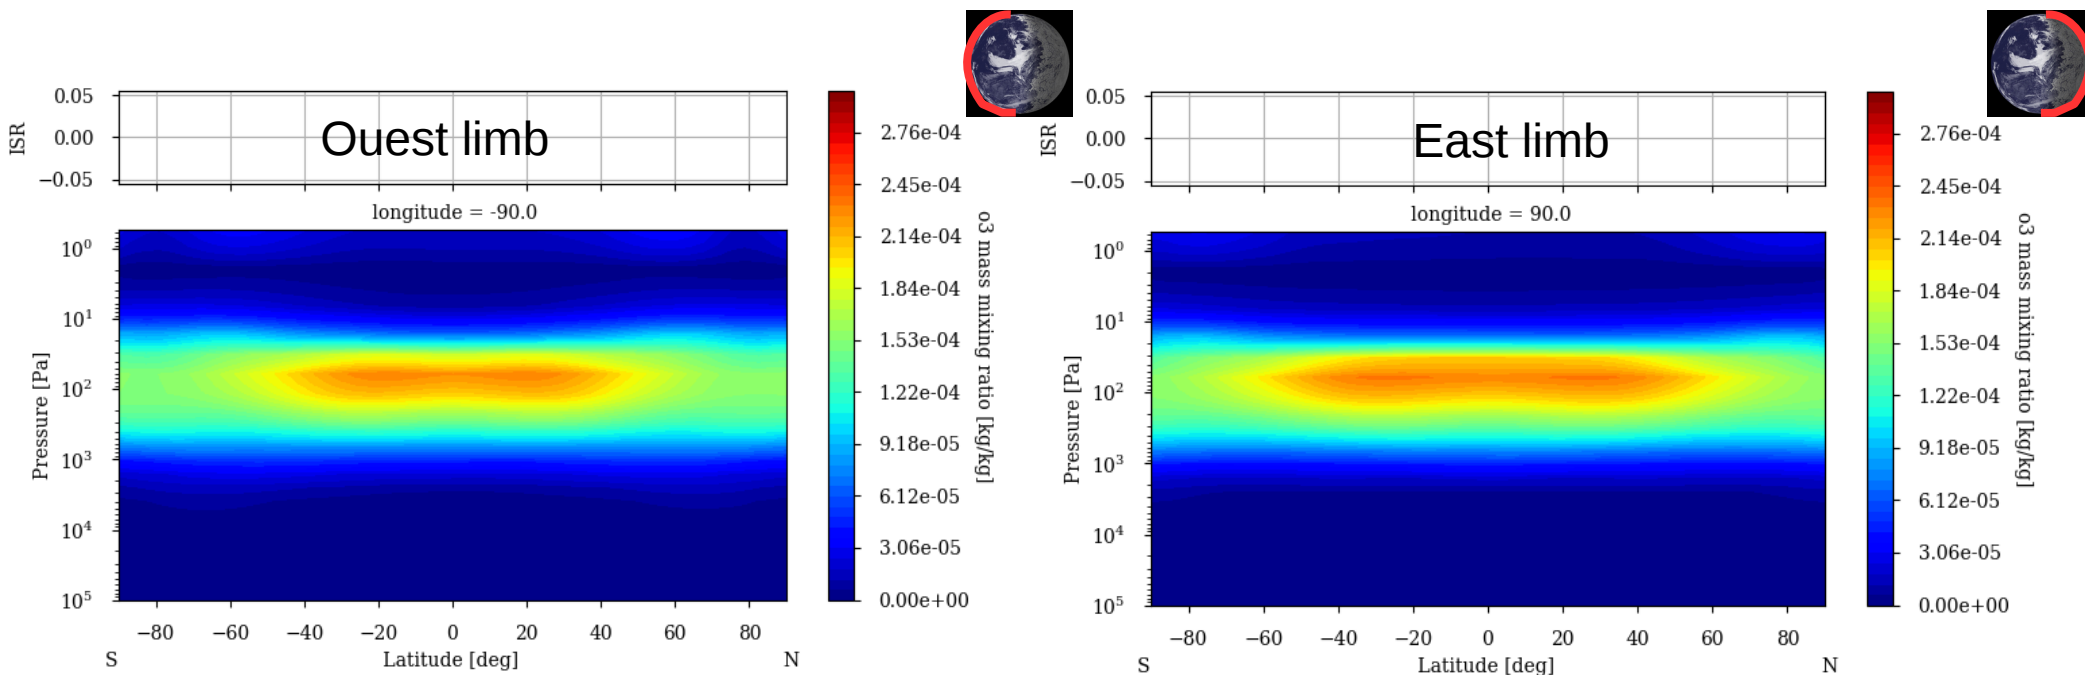 0.05
0.00
−0.05
ISR
Ouest limb
longitude = -90.0
10⁰
10¹
10²
10³
10⁴
10⁵
Pressure [Pa]
−80 −60 −40 −20 0 20 40 60 80
S Latitude [deg] N
2.76e-04
2.45e-04
2.14e-04
1.84e-04
1.53e-04
1.22e-04
9.18e-05
6.12e-05
3.06e-05
0.00e+00
o3 mass mixing ratio [kg/kg]
0.05
0.00
−0.05
ISR
East limb
longitude = 90.0
10⁰
10¹
10²
10³
10⁴
10⁵
Pressure [Pa]
−80 −60 −40 −20 0 20 40 60 80
S Latitude [deg] N
2.76e-04
2.45e-04
2.14e-04
1.84e-04
1.53e-04
1.22e-04
9.18e-05
6.12e-05
3.06e-05
0.00e+00
o3 mass mixing ratio [kg/kg]